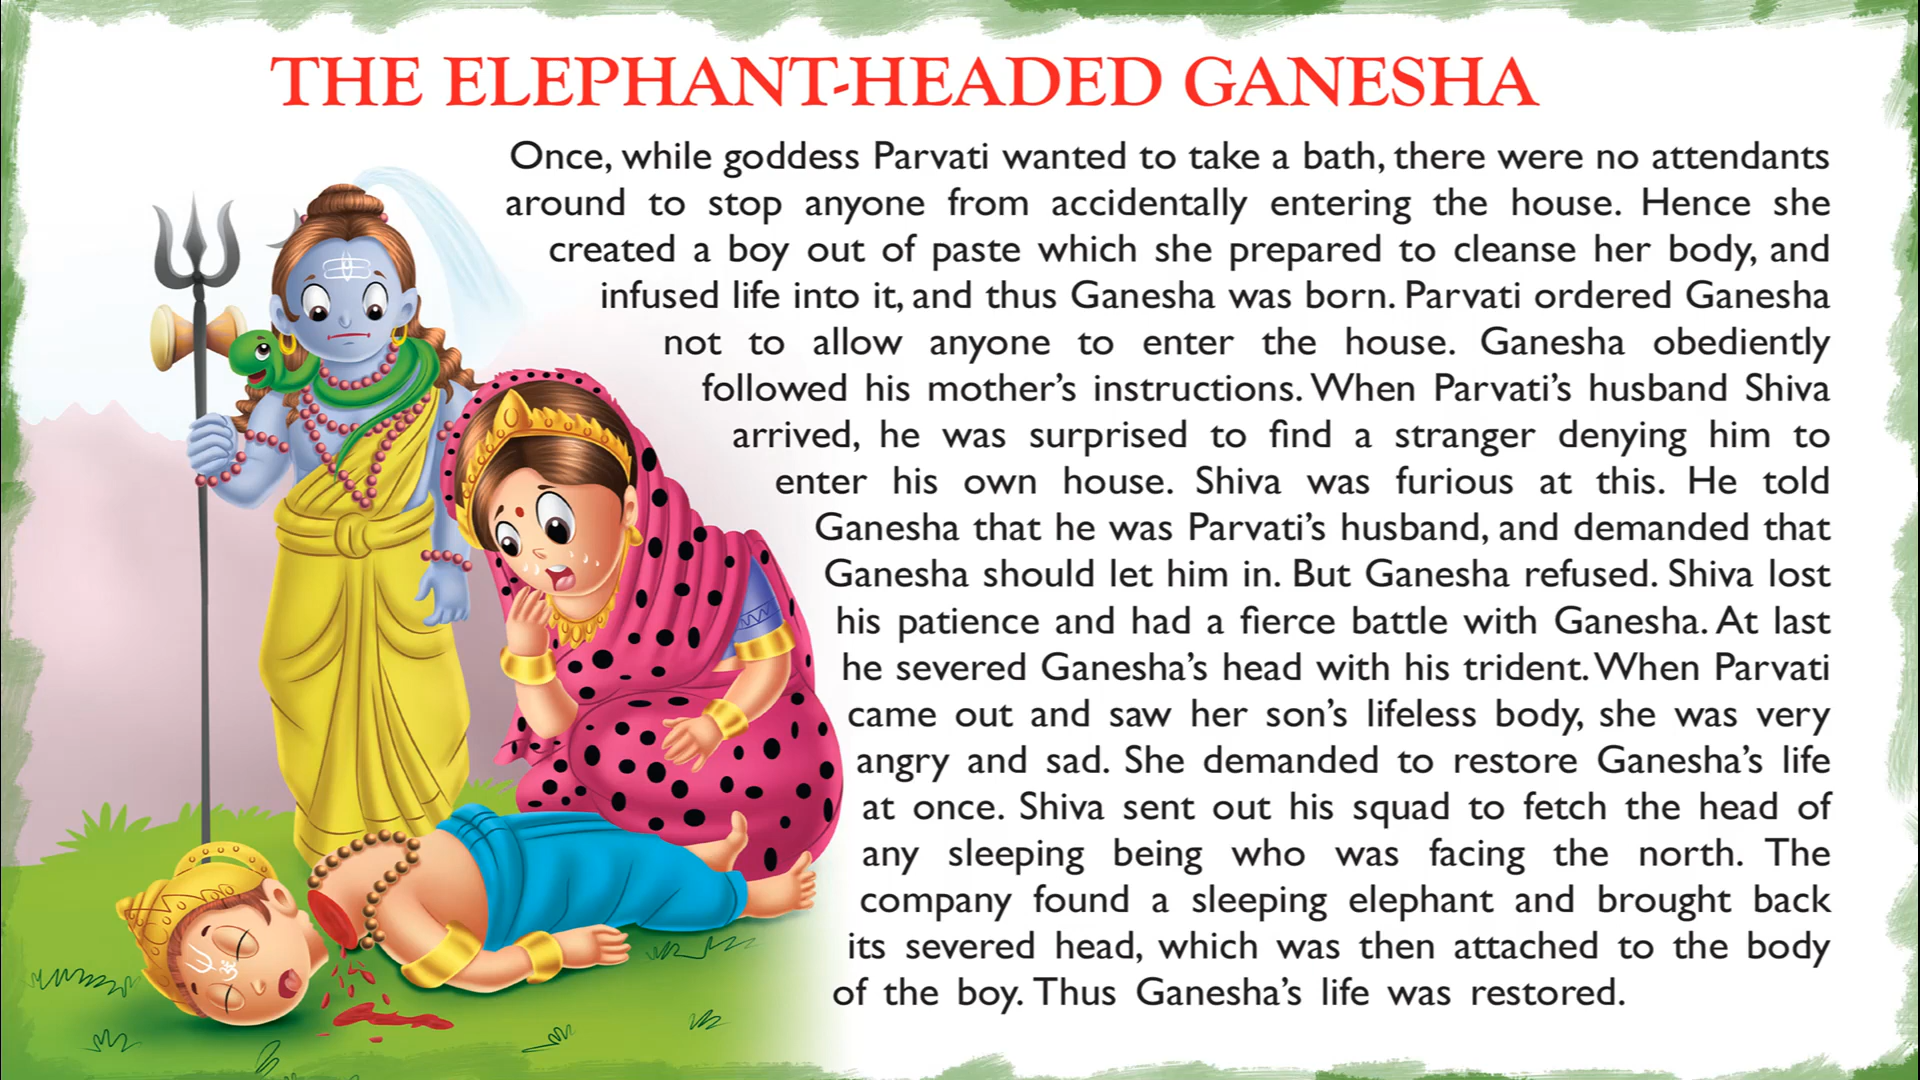 THE ELEPHANT-HEADED GANESHA
Once, while goddess Parvati wanted to take a bath, there were no attendants
around to stop anyone from accidentally entering the house. Hence she
created a boy out of paste which she prepared to cleanse her body, and
infused life into it, and thus Ganesha was born. Parvati ordered Ganesha
not to allow anyone to enter the house. Ganesha obediently
followed his mother’s instructions. When Parvati’s husband Shiva
arrived, he was surprised to find a stranger denying him to
enter his own house. Shiva was furious at this. He told
Ganesha that he was Parvati’s husband, and demanded that
Ganesha should let him in. But Ganesha refused. Shiva lost
his patience and had a fierce battle with Ganesha. At last
he severed Ganesha’s head with his trident. When Parvati
came out and saw her son’s lifeless body, she was very
angry and sad. She demanded to restore Ganesha’s life
at once. Shiva sent out his squad to fetch the head of
any sleeping being who was facing the north. The
company found a sleeping elephant and brought back
its severed head, which was then attached to the body
of the boy. Thus Ganesha’s life was restored.